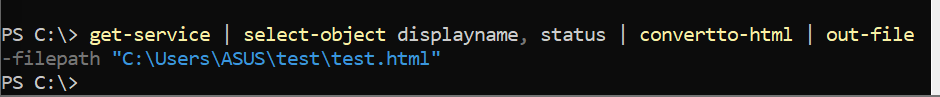 PS C:\> get-service | select-object displayname, status | convertto-html | out-file
-filepath "C:\Users\ASUS\test\test.html"
PS C:\>